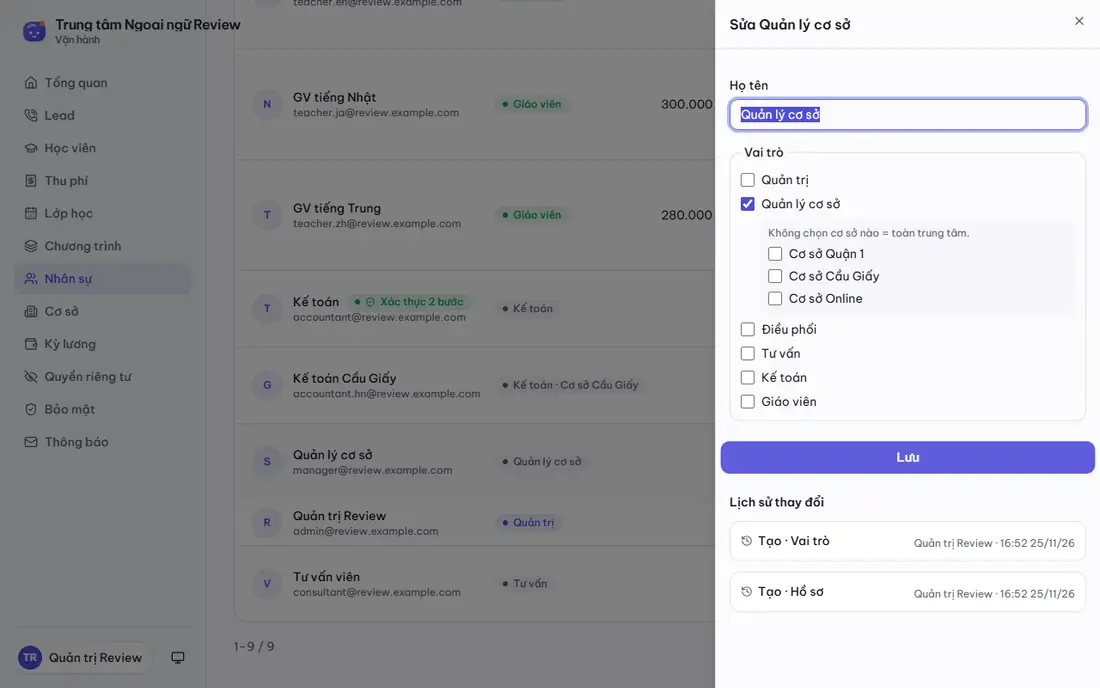 Trung tâm Ngoại ngữ Review
Vận hành
Tổng quan
Lead
Học viên
Thu phí
Lớp học
Chương trình
Nhân sự
Cơ sở
Kỳ lương
Quyền riêng tư
Bảo mật
Thông báo
TR Quản trị Review
teacher.en@review.example.com
N GV tiếng Nhật Giáo viên 300.000
teacher.ja@review.example.com
T GV tiếng Trung Giáo viên 280.000
teacher.zh@review.example.com
T Kế toán Xác thực 2 bước Kế toán
accountant@review.example.com
G Kế toán Cầu Giấy Kế toán · Cơ sở Cầu Giấy
accountant.hn@review.example.com
S Quản lý cơ sở Quản lý cơ sở
manager@review.example.com
R Quản trị Review Quản trị
admin@review.example.com
V Tư vấn viên Tư vấn
consultant@review.example.com
1–9 / 9
Sửa Quản lý cơ sở
Họ tên
Quản lý cơ sở
Vai trò
Quản trị
Quản lý cơ sở
Không chọn cơ sở nào = toàn trung tâm.
Cơ sở Quận 1
Cơ sở Cầu Giấy
Cơ sở Online
Điều phối
Tư vấn
Kế toán
Giáo viên
Lưu
Lịch sử thay đổi
Tạo · Vai trò Quản trị Review · 16:52 25/11/26
Tạo · Hồ sơ Quản trị Review · 16:52 25/11/26